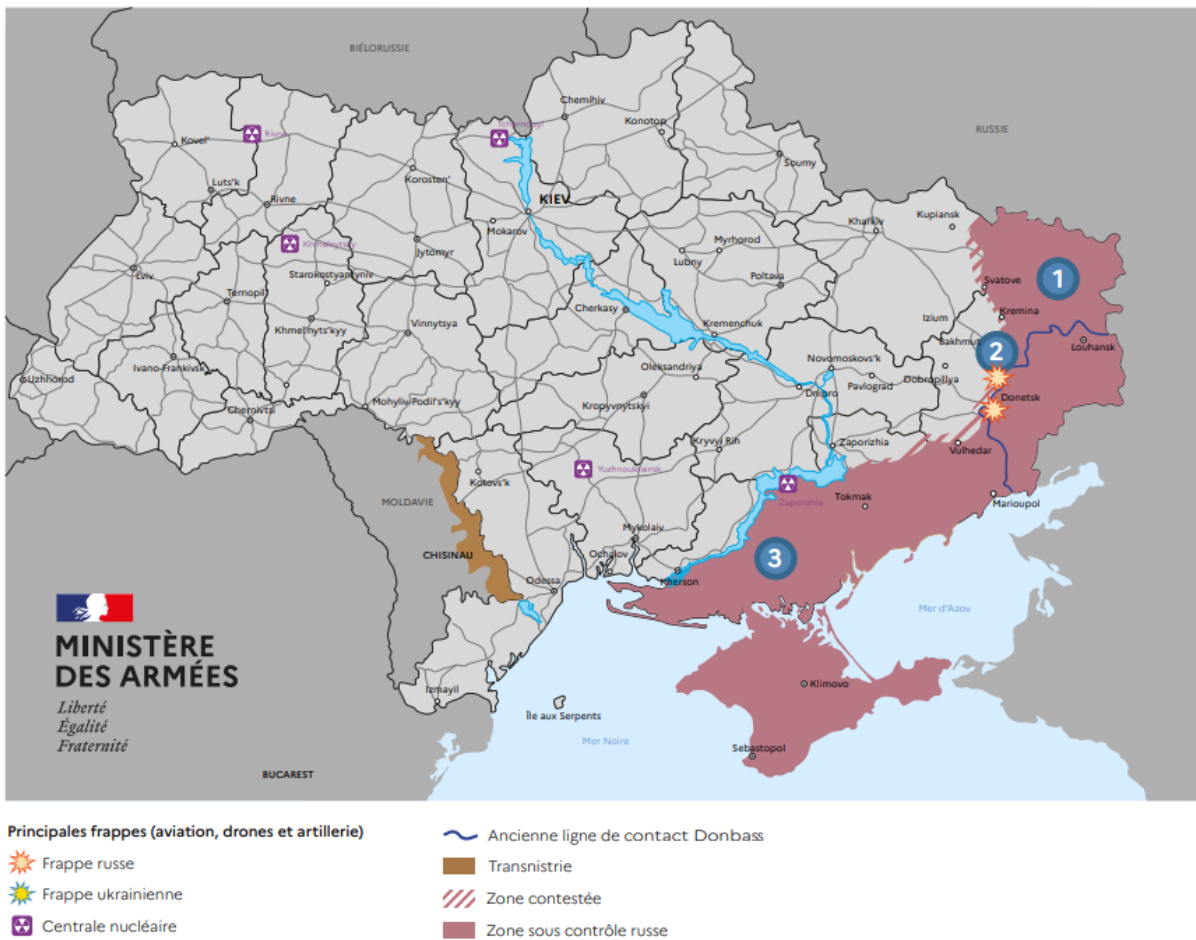 BIÉLORUSSIE
RUSSIE
Chernihiv
Konotop
Tchernobyl
Rivne
Kovel'
Soumy
Korosten'
Luts'k
Rivne
KIEV
Kupiansk
Kharkiv
Mokarov
Khmelnytsky
Jytomyr
Myrhorod
Lubny
Lviv
Starokostyantyniv
Poltava
Svatove
1
Ternopil
Cherkasy
Izium
Kremina
Khmel'nyts'kyy
Vinnytsya
Kremenchuk
Bakhmut
2
Louhansk
Ivano-Frankivsk
Oleksandriya
Novomoskovs'k
Uzhhorod
Pavlograd
Dobropillya
Dnipro
Mohyliv-Podil's'kyy
Kropyvnytskyi
Donetsk
Chernivtsi
Kryvyi Rih
Zaporizhia
Vulhedar
Yuzhnoukrainsk
Kotovs'k
MOLDAVIE
Zaporizhia
Tokmak
Marioupol
Mykolaiv
CHISINAU
Ochakov
3
Odessa
Kherson
Mer d'Azov
MINISTÈRE
DES ARMÉES
Liberté
Égalité
Fraternité
Izmayil
Klimovo
Île aux Serpents
Mer Noire
Sebastopol
BUCAREST
Principales frappes (aviation, drones et artillerie)
Frappe russe
Frappe ukrainienne
Centrale nucléaire
Ancienne ligne de contact Donbass
Transnistrie
Zone contestée
Zone sous contrôle russe